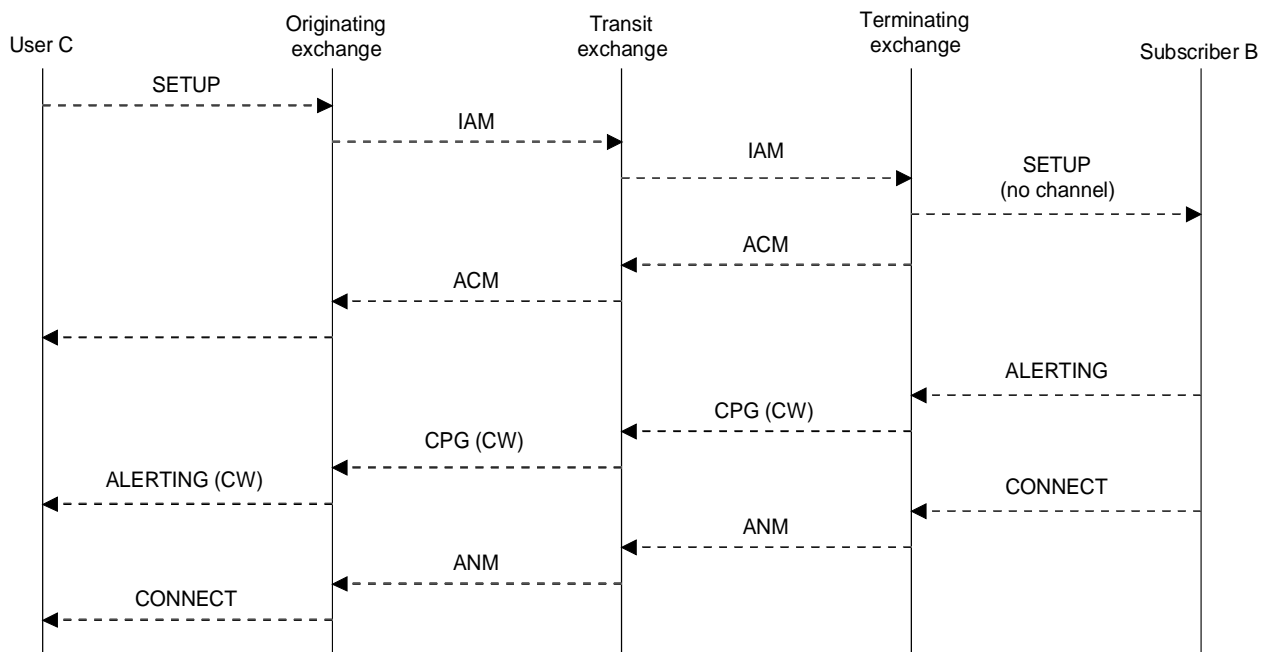 User C
Originating
exchange
Transit
exchange
Terminating
exchange
Subscriber B
SETUP
IAM
IAM
SETUP
(no channel)
ACM
ACM
ALERTING
CPG (CW)
CPG (CW)
ALERTING (CW)
CONNECT
ANM
ANM
CONNECT